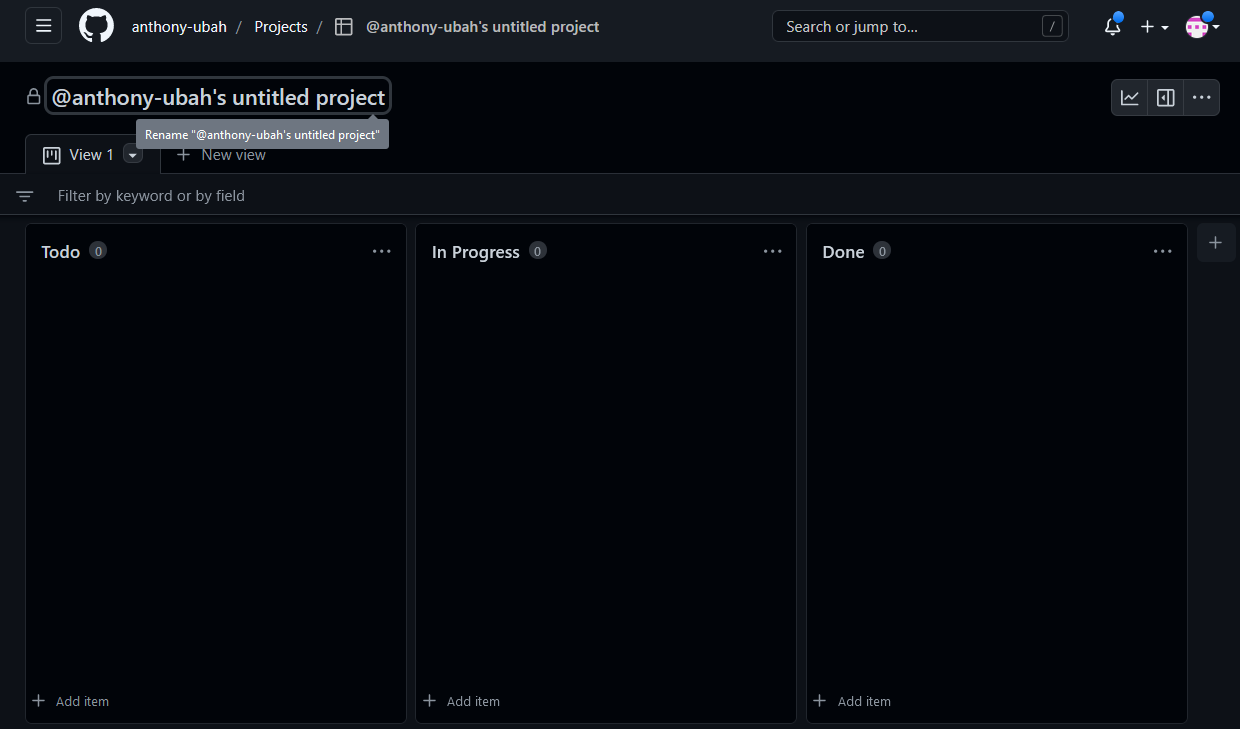 anthony-ubah / Projects / @anthony-ubah's untitled project
Search or jump to... /
@anthony-ubah's untitled project
Rename "@anthony-ubah's untitled project"
View 1
New view
Filter by keyword or by field
Todo 0
In Progress 0
Done 0
Add item
Add item
Add item